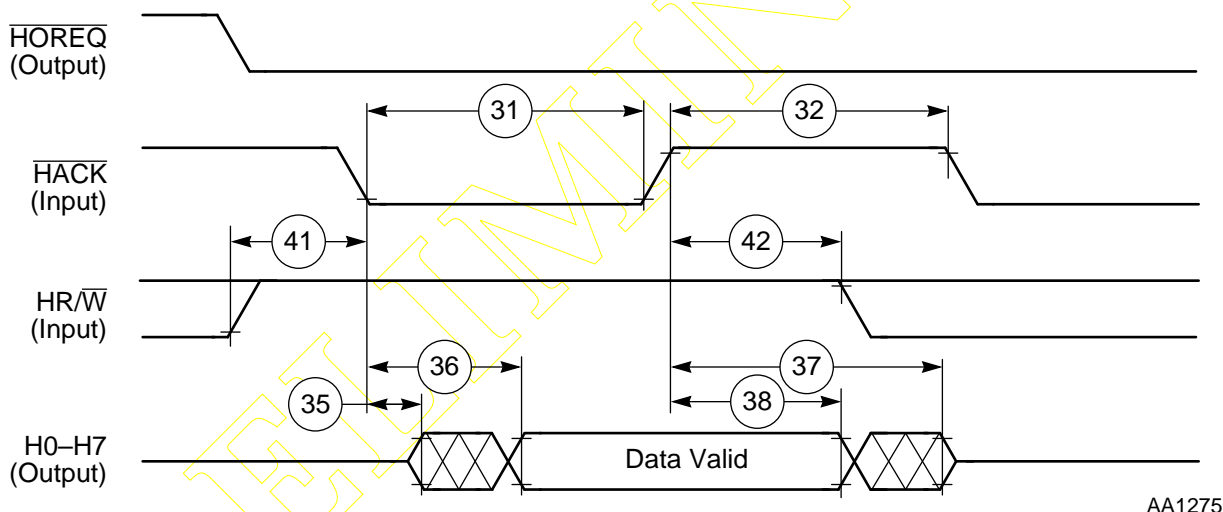 HOREQ
(Output)
31
32
HACK
(Input)
41
42
HR/W
(Input)
36
37
35
38
H0–H7
(Output)
Data Valid
AA1275
ELIMIN